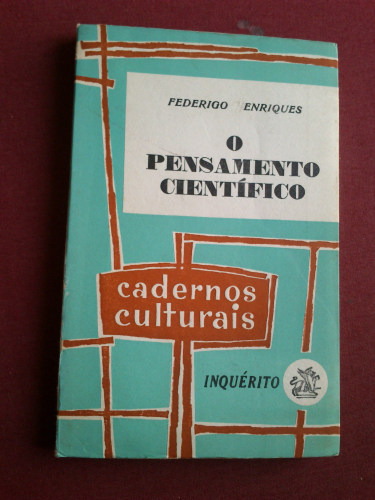 FEDERIGO ENRIQUES
O
PENSAMENTO
CIENTÍFICO
cadernos
culturais
INQUÉRITO